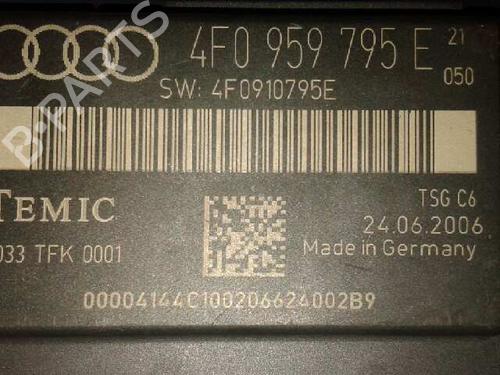 4F0 959 795 E 21
050
SW: 4F0910795E
TEMIC
TSG C6
24.06.2006
033 TFK 0001
Made in Germany
00004144C100206624002B9
B-PARTS